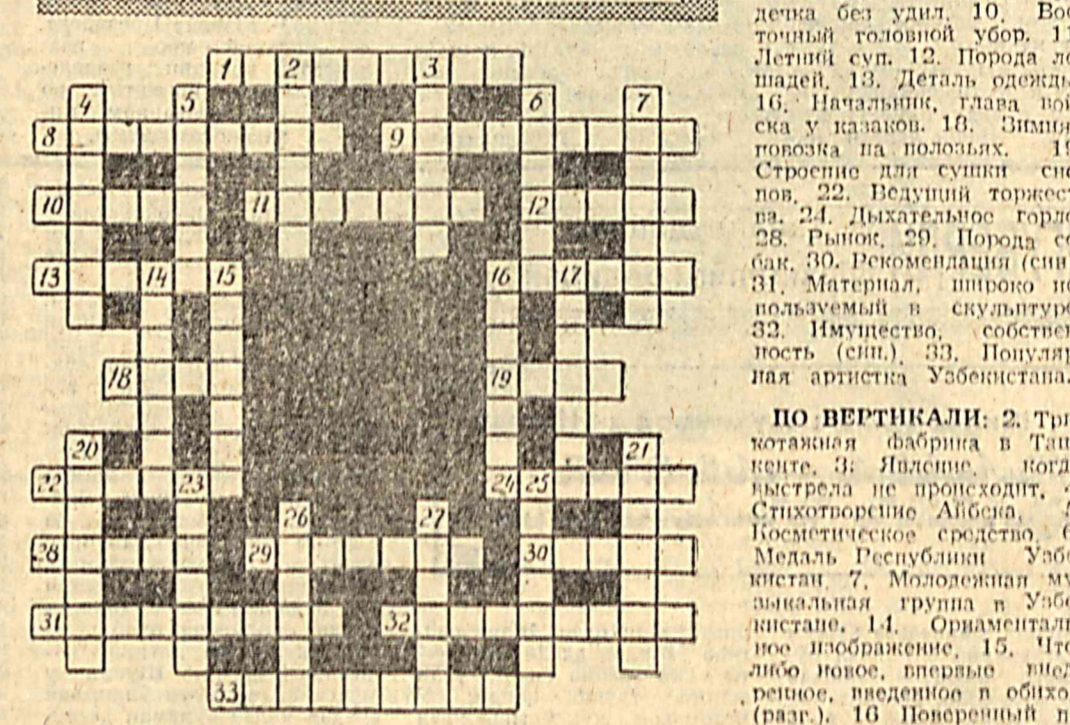 1 2 3
4 5 6 7
8 9
10 11 12
13 14 15 16 17
18 19
20 21
22 23 24 25
26 27
28 29 30
31 32
33
дечка без удил. 10. Вос
точный головной убор. 11
Летний суп. 12. Порода ло
шадей. 13. Деталь одежды
16. Начальник, глава вой
ска у казаков. 18. Зимняя
повозка на полозьях. 19
Строение для сушки сно
пов. 22. Ведущий торжест
ва. 24. Дыхательное горло
28. Рынок. 29. Порода со
бак. 30. Рекомендация (син
31. Материал, широко ис
пользуемый в скульптуре
32. Имущество, собствен
ность (син.). 33. Популяр
ная артистка Узбекистана.
ПО ВЕРТИКАЛИ: 2. Три
котажная фабрика в Таш
кенте. 3. Явление, когда
выстрела не происходит.
Стихотворение Айбека.
Косметическое средство. 6
Медаль Республики Узбе
кистан. 7. Молодежная му
зыкальная группа в Узбе
кистане. 14. Орнаменталь
ное изображение. 15. Что
либо новое, впервые внед
ренное, введенное в обихо
(разг.). 16 Поверенный п